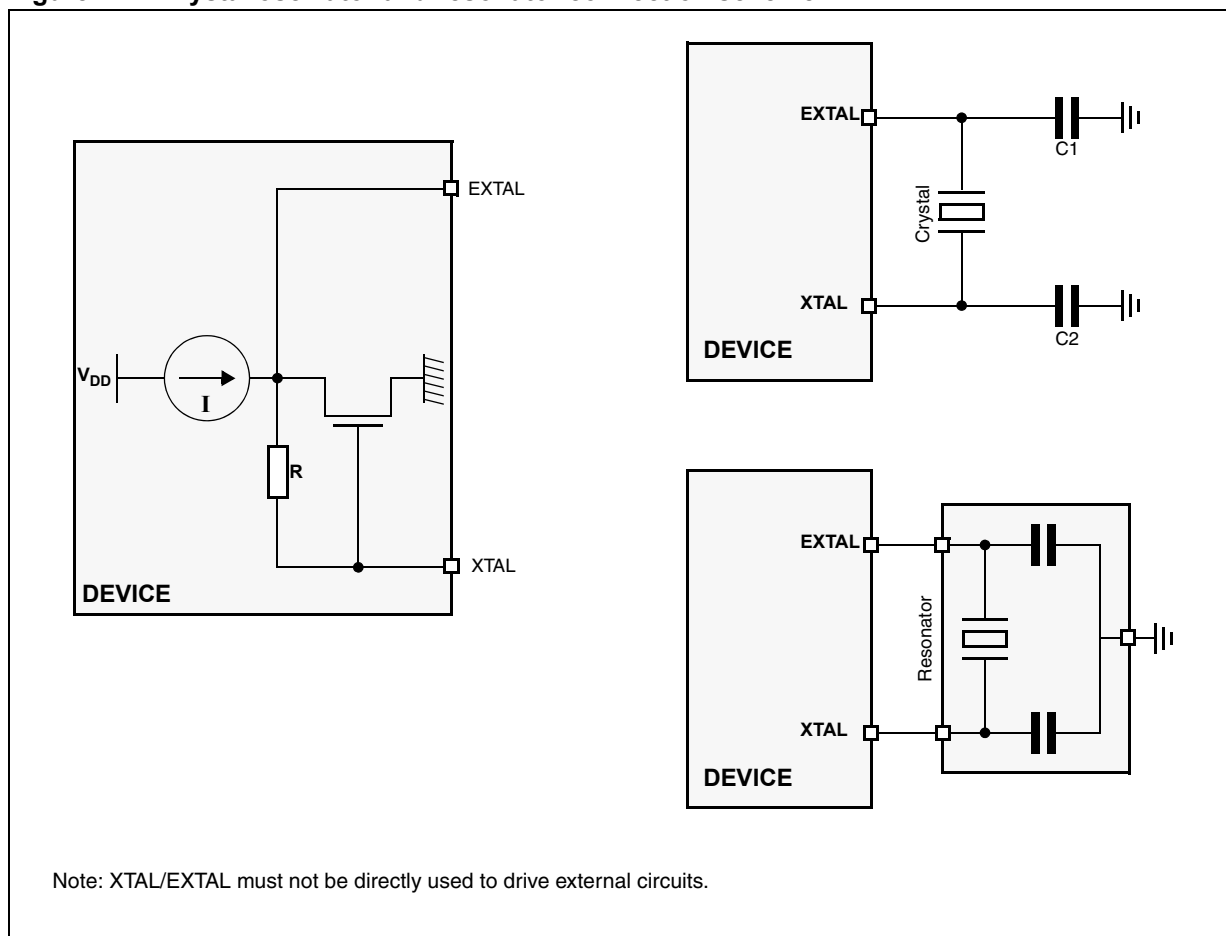 EXTAL
C1
Crystal
XTAL
C2
DEVICE
EXTAL
VDD
I
R
XTAL
DEVICE
EXTAL
Resonator
XTAL
DEVICE
Note: XTAL/EXTAL must not be directly used to drive external circuits.